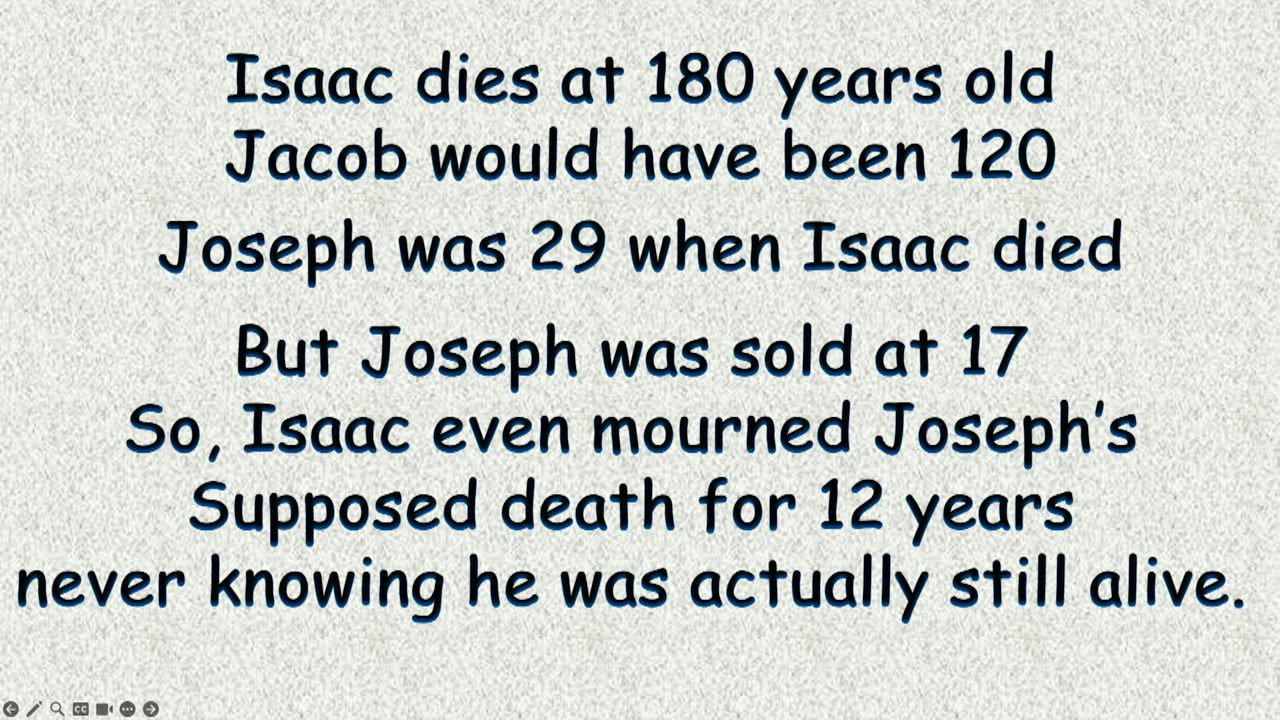 Isaac dies at 180 years old
Jacob would have been 120
Joseph was 29 when Isaac died
But Joseph was sold at 17
So, Isaac even mourned Joseph’s
Supposed death for 12 years
never knowing he was actually still alive.
CC